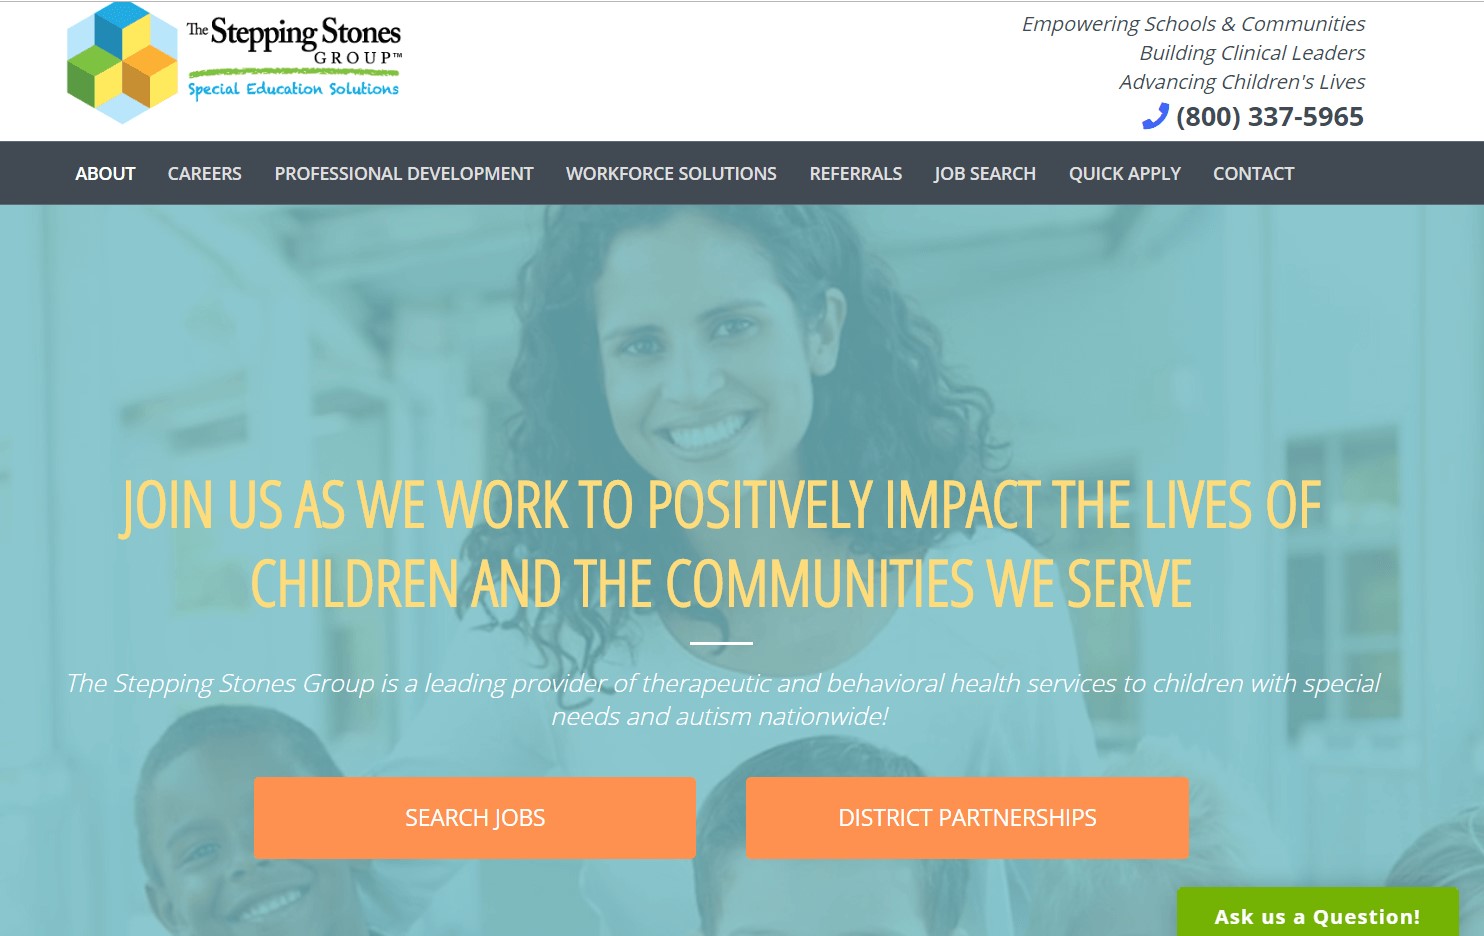 The Stepping Stones
GROUP™
Special Education Solutions
Empowering Schools & Communities
Building Clinical Leaders
Advancing Children's Lives
(800) 337-5965
ABOUT CAREERS PROFESSIONAL DEVELOPMENT WORKFORCE SOLUTIONS REFERRALS JOB SEARCH QUICK APPLY CONTACT
JOIN US AS WE WORK TO POSITIVELY IMPACT THE LIVES OF
CHILDREN AND THE COMMUNITIES WE SERVE
The Stepping Stones Group is a leading provider of therapeutic and behavioral health services to children with special
needs and autism nationwide!
SEARCH JOBS DISTRICT PARTNERSHIPS
Ask us a Question!